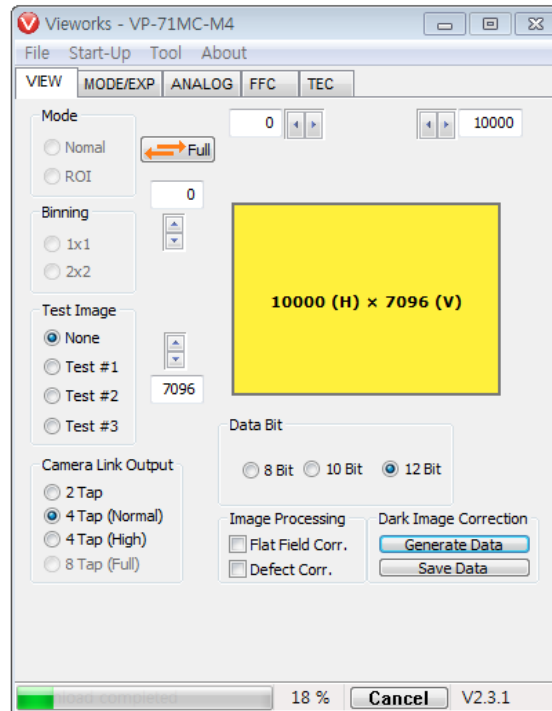 Vieworks - VP-71MC-M4
File Start-Up Tool About
VIEW MODE/EXP ANALOG FFC TEC
Mode
Nomal
ROI
Full
0
10000
0
Binning
1x1
2x2
10000 (H) × 7096 (V)
Test Image
None
Test #1
Test #2
Test #3
7096
Data Bit
8 Bit 10 Bit 12 Bit
Camera Link Output
2 Tap
4 Tap (Normal)
4 Tap (High)
8 Tap (Full)
Image Processing
Flat Field Corr.
Defect Corr.
Dark Image Correction
Generate Data
Save Data
completed
18 % Cancel V2.3.1